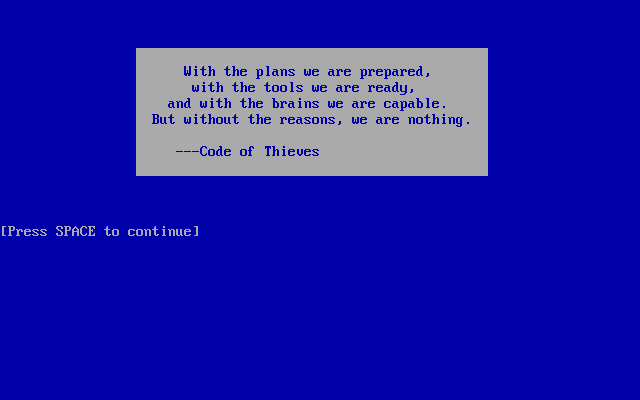 With the plans we are prepared,
with the tools we are ready,
and with the brains we are capable.
But without the reasons, we are nothing.
---Code of Thieves
[Press SPACE to continue]